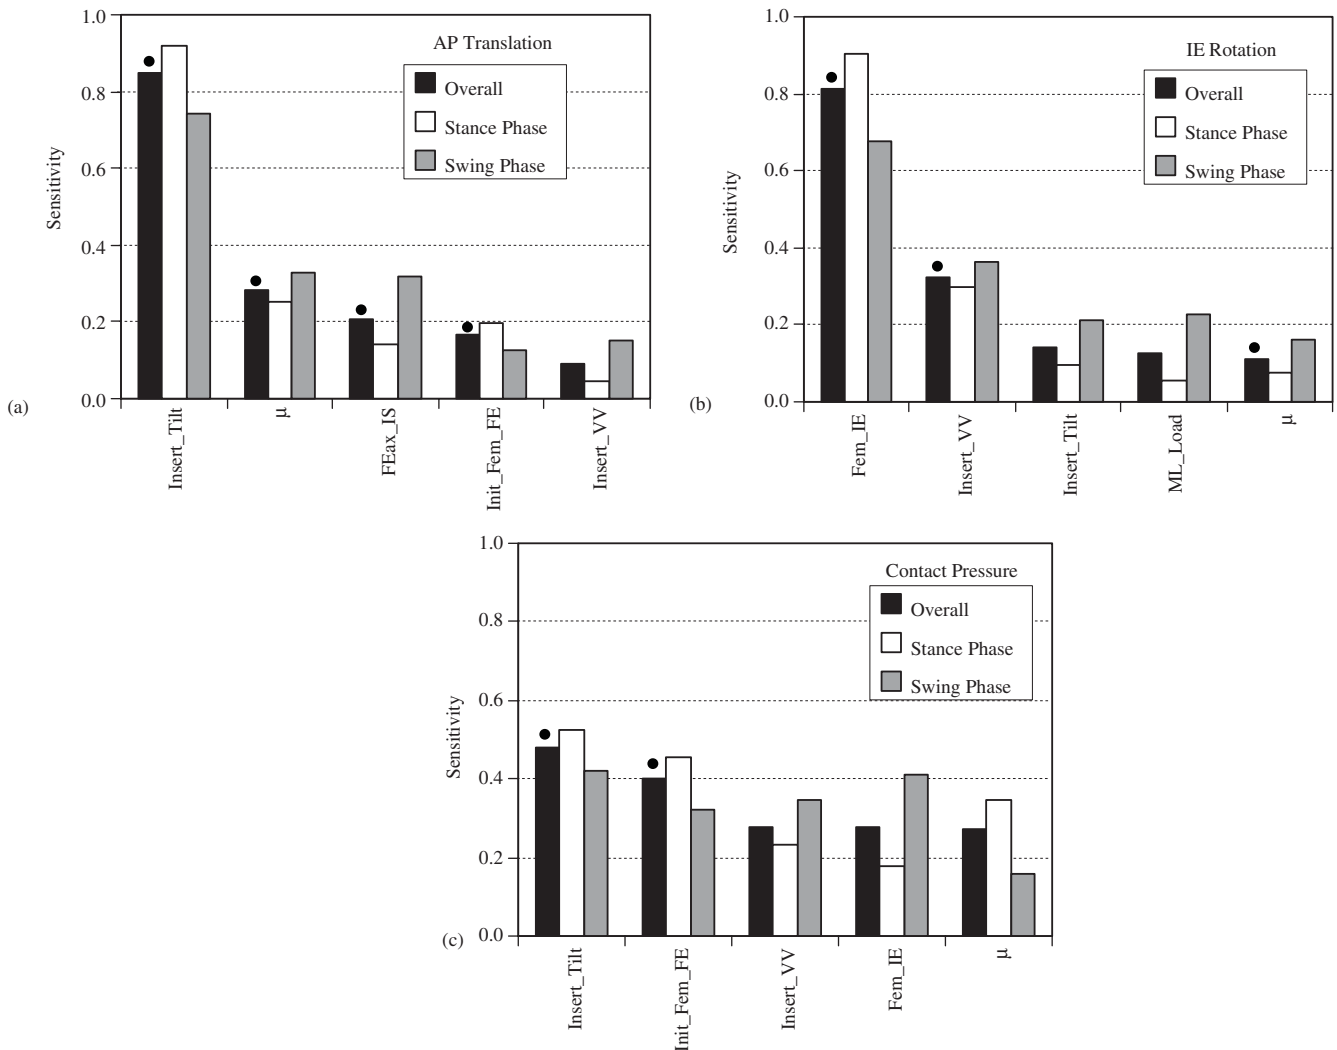 AP Translation
Overall
Stance Phase
Swing Phase
Sensitivity
1.0
0.8
0.6
0.4
0.2
0.0
(a)
Insert_Tilt
μ
FEax_IS
Init_Fem_FE
Insert_VV
IE Rotation
Overall
Stance Phase
Swing Phase
Sensitivity
1.0
0.8
0.6
0.4
0.2
0.0
(b)
Fem_IE
Insert_VV
Insert_Tilt
ML_Load
μ
Contact Pressure
Overall
Stance Phase
Swing Phase
Sensitivity
1.0
0.8
0.6
0.4
0.2
0.0
(c)
Insert_Tilt
Init_Fem_FE
Insert_VV
Fem_IE
μ